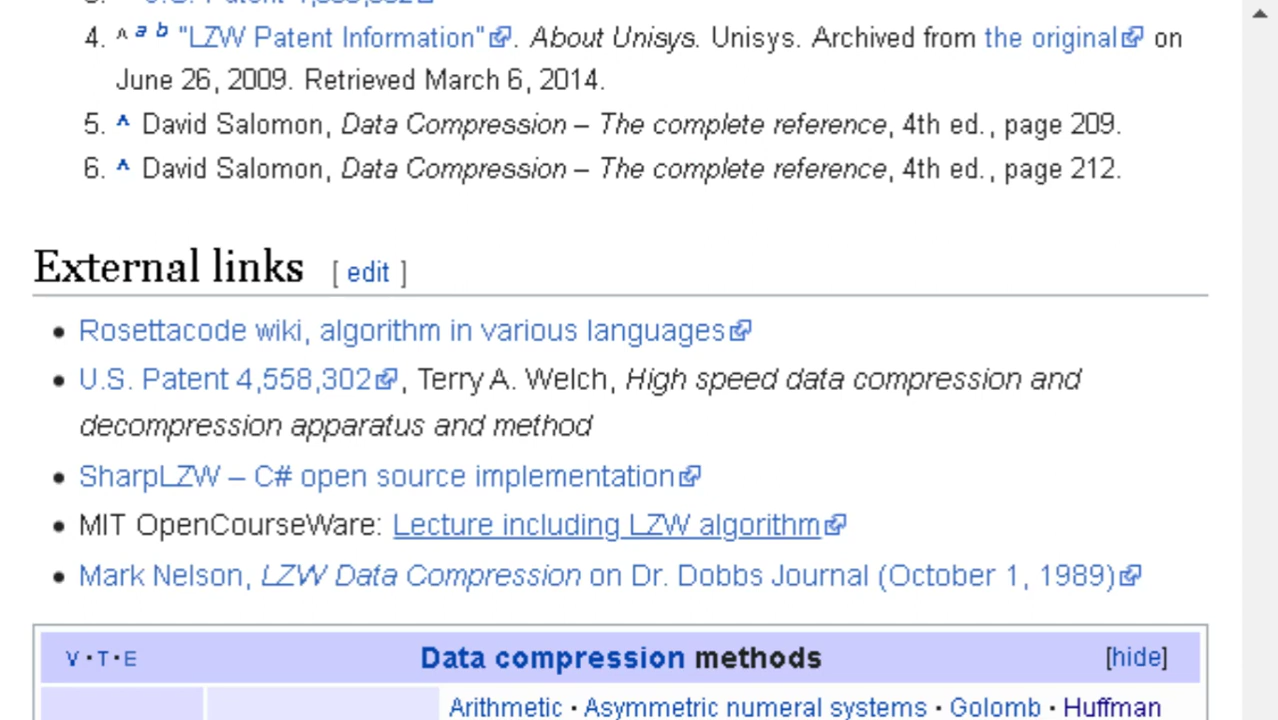 4. ^ a b "LZW Patent Information". About Unisys. Unisys. Archived from the original on
June 26, 2009. Retrieved March 6, 2014.
5. ^ David Salomon, Data Compression – The complete reference, 4th ed., page 209.
6. ^ David Salomon, Data Compression – The complete reference, 4th ed., page 212.
External links [ edit ]
• Rosettacode wiki, algorithm in various languages
• U.S. Patent 4,558,302, Terry A. Welch, High speed data compression and
decompression apparatus and method
• SharpLZW – C# open source implementation
• MIT OpenCourseWare: Lecture including LZW algorithm
• Mark Nelson, LZW Data Compression on Dr. Dobbs Journal (October 1, 1989)
V · T · E Data compression methods [hide]
Arithmetic · Asymmetric numeral systems · Golomb · Huffman